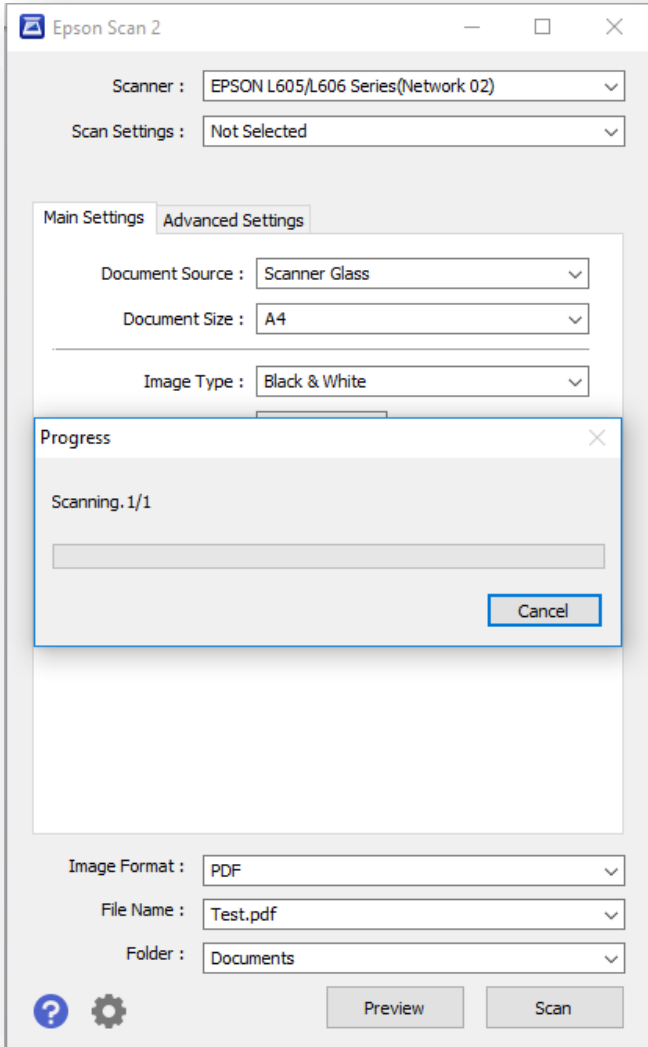 Epson Scan 2
Scanner : EPSON L605/L606 Series(Network 02)
Scan Settings : Not Selected
Main Settings Advanced Settings
Document Source : Scanner Glass
Document Size : A4
Image Type : Black & White
Progress
Scanning. 1/1
Cancel
Image Format : PDF
File Name : Test.pdf
Folder : Documents
? Preview Scan